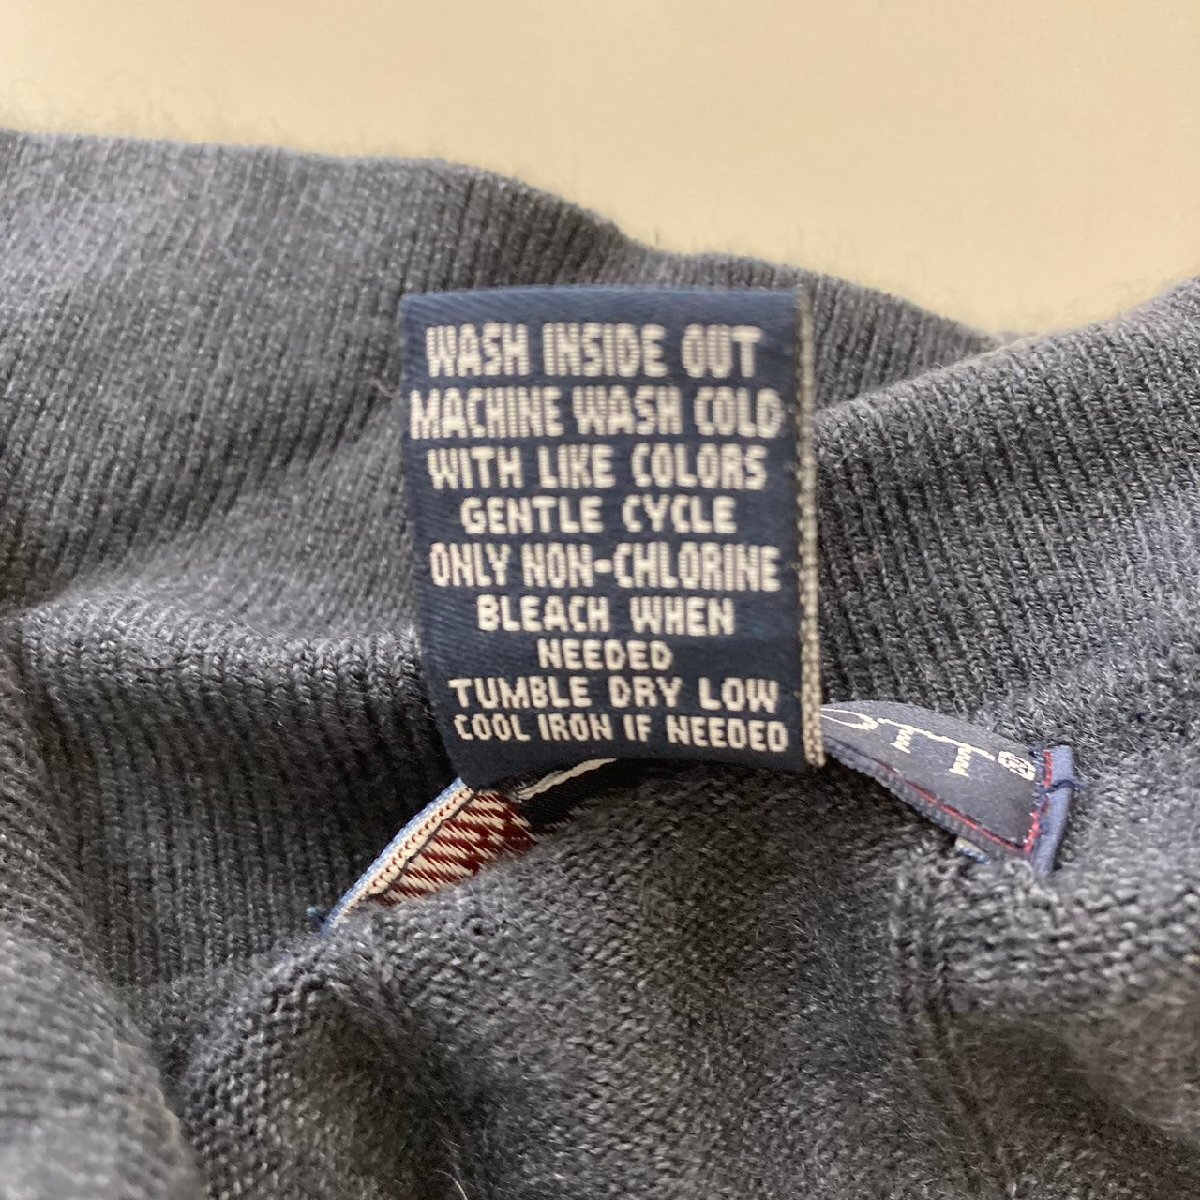 WASH INSIDE OUT
MACHINE WASH COLD
WITH LIKE COLORS
GENTLE CYCLE
ONLY NON-CHLORINE
BLEACH WHEN
NEEDED
TUMBLE DRY LOW
COOL IRON IF NEEDED